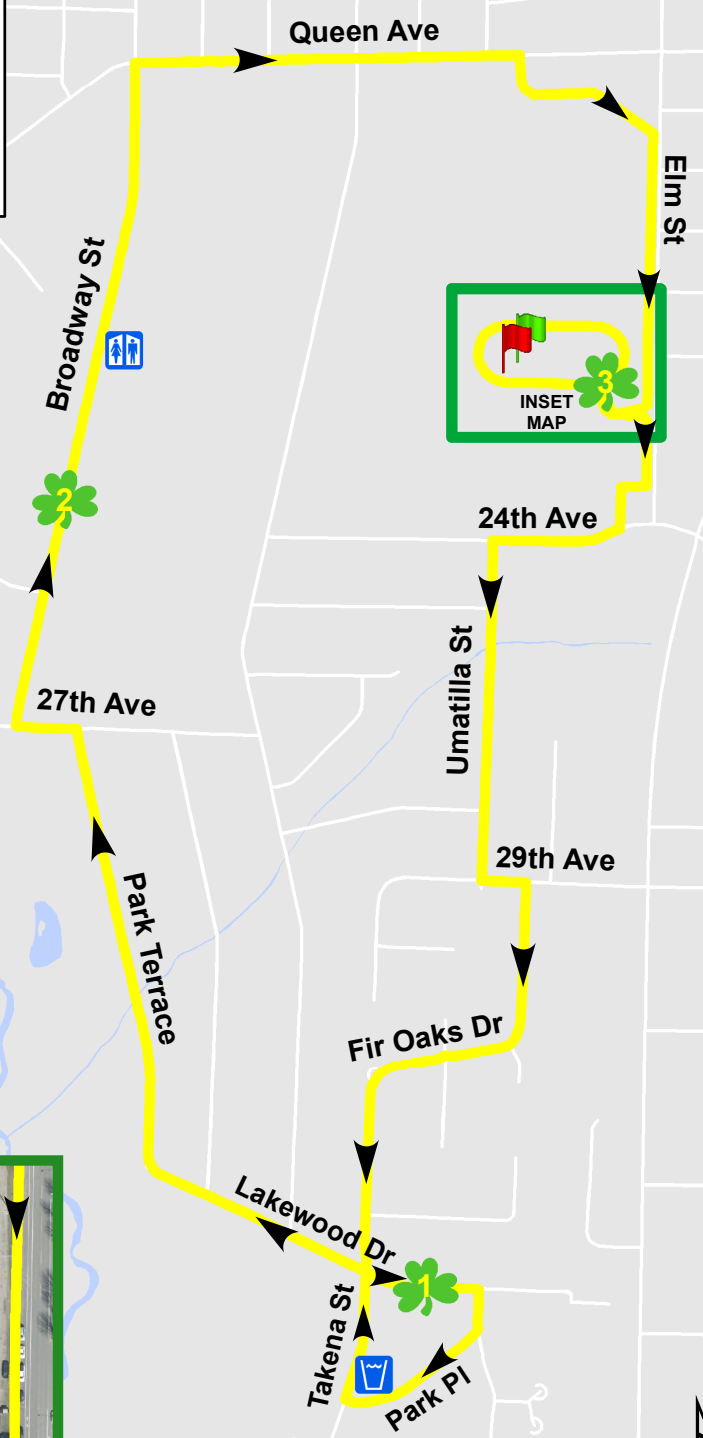 Queen Ave
Elm St
Broadway St
3
INSET
MAP
2
24th Ave
Umatilla St
27th Ave
29th Ave
Park Terrace
Fir Oaks Dr
Lakewood Dr
1
Takena St
Park Pl